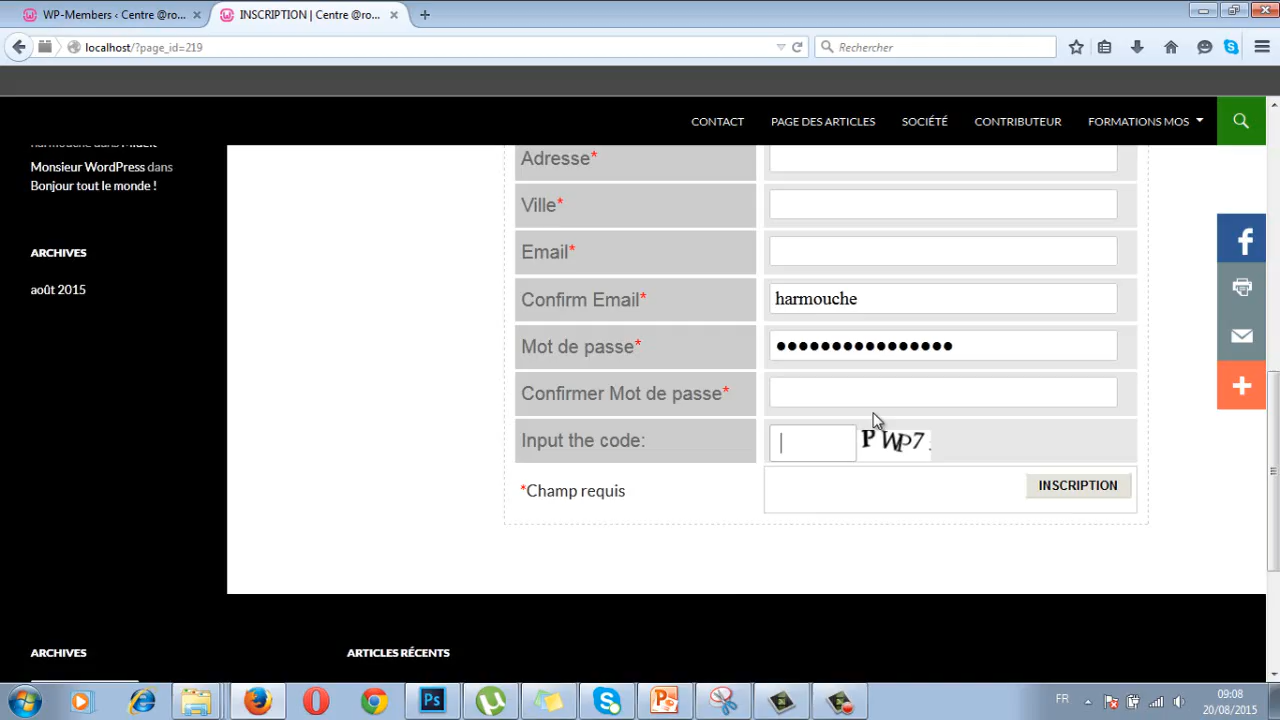 WP-Members ‹ Centre @ro...
INSCRIPTION | Centre @ro...
localhost/?page_id=219
Rechercher
CONTACT
PAGE DES ARTICLES
SOCIÉTÉ
CONTRIBUTEUR
FORMATIONS MOS
Monsieur WordPress dans
Bonjour tout le monde !
ARCHIVES
août 2015
Adresse*
Ville*
Email*
Confirm Email*
harmouche
Mot de passe*
Confirmer Mot de passe*
Input the code:
PWP7
*Champ requis
INSCRIPTION
ARCHIVES
ARTICLES RÉCENTS
FR
09:08
20/08/2015